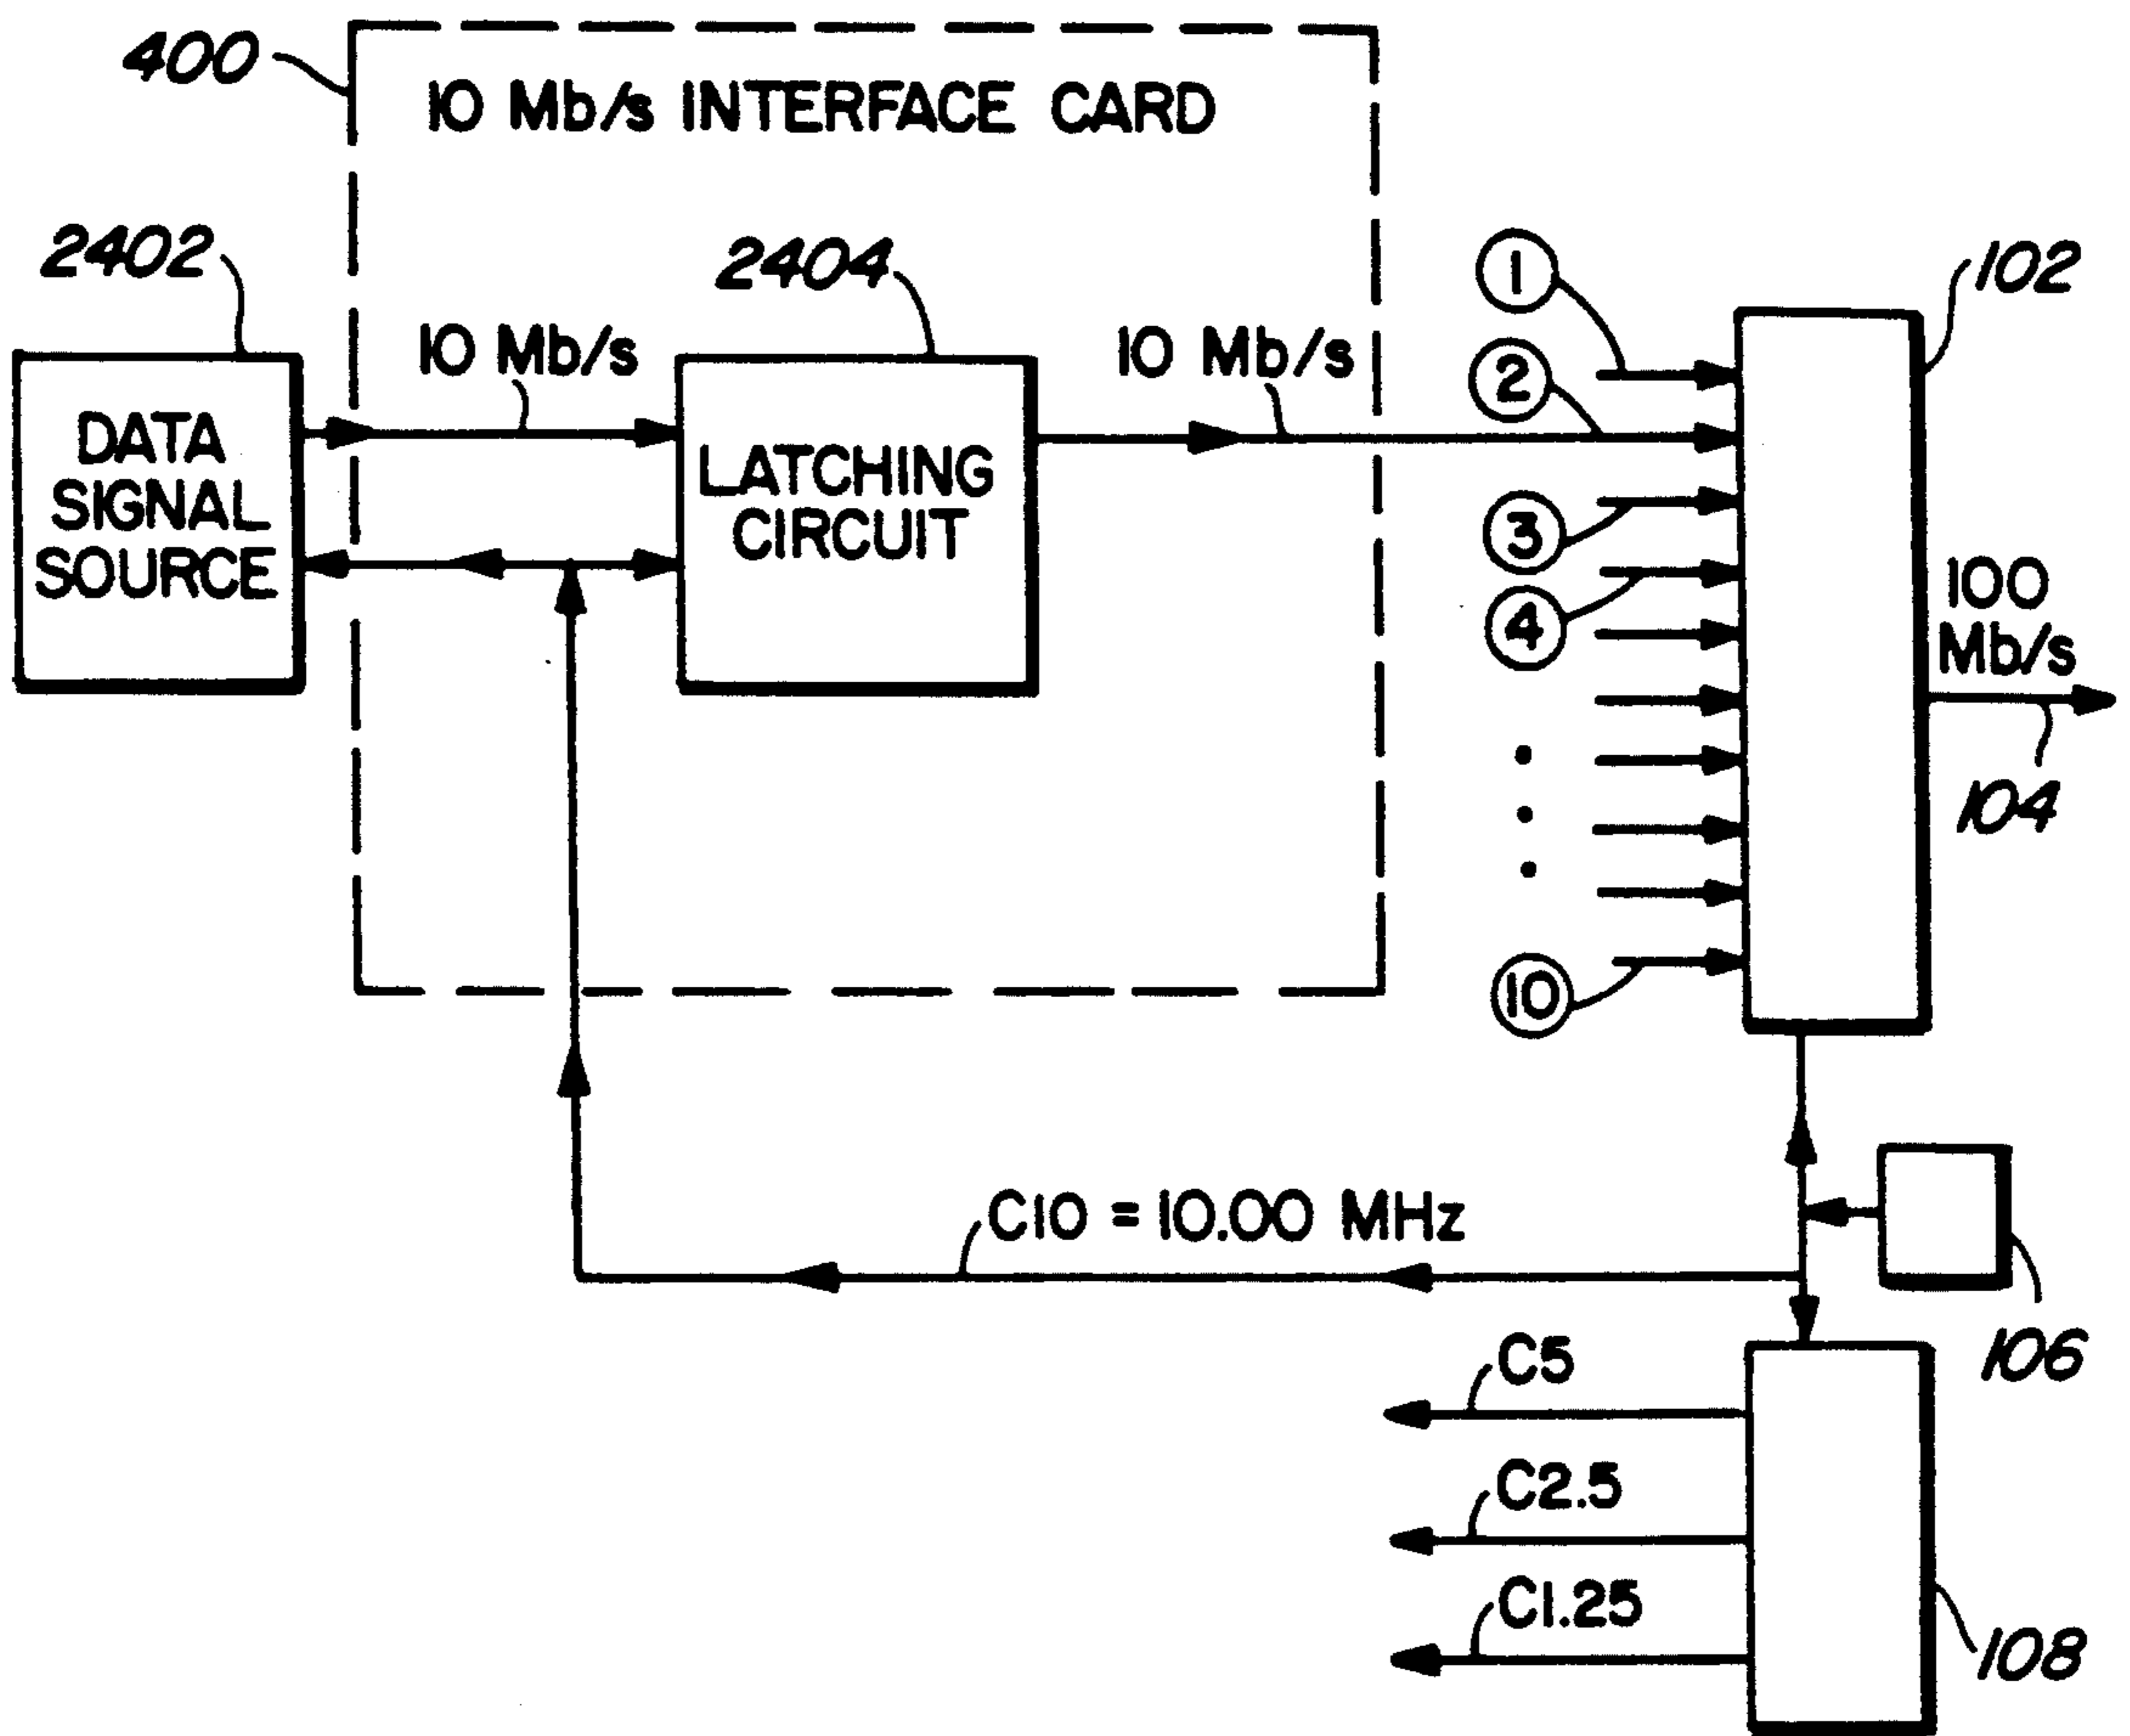 400
10 Mb/s INTERFACE CARD
2402
2404
102
10 Mb/s
10 Mb/s
1
2
3
4
10
DATA
SIGNAL
SOURCE
LATCHING
CIRCUIT
100
Mb/s
104
C10 = 10.00 MHz
106
C5
C2.5
C1.25
108